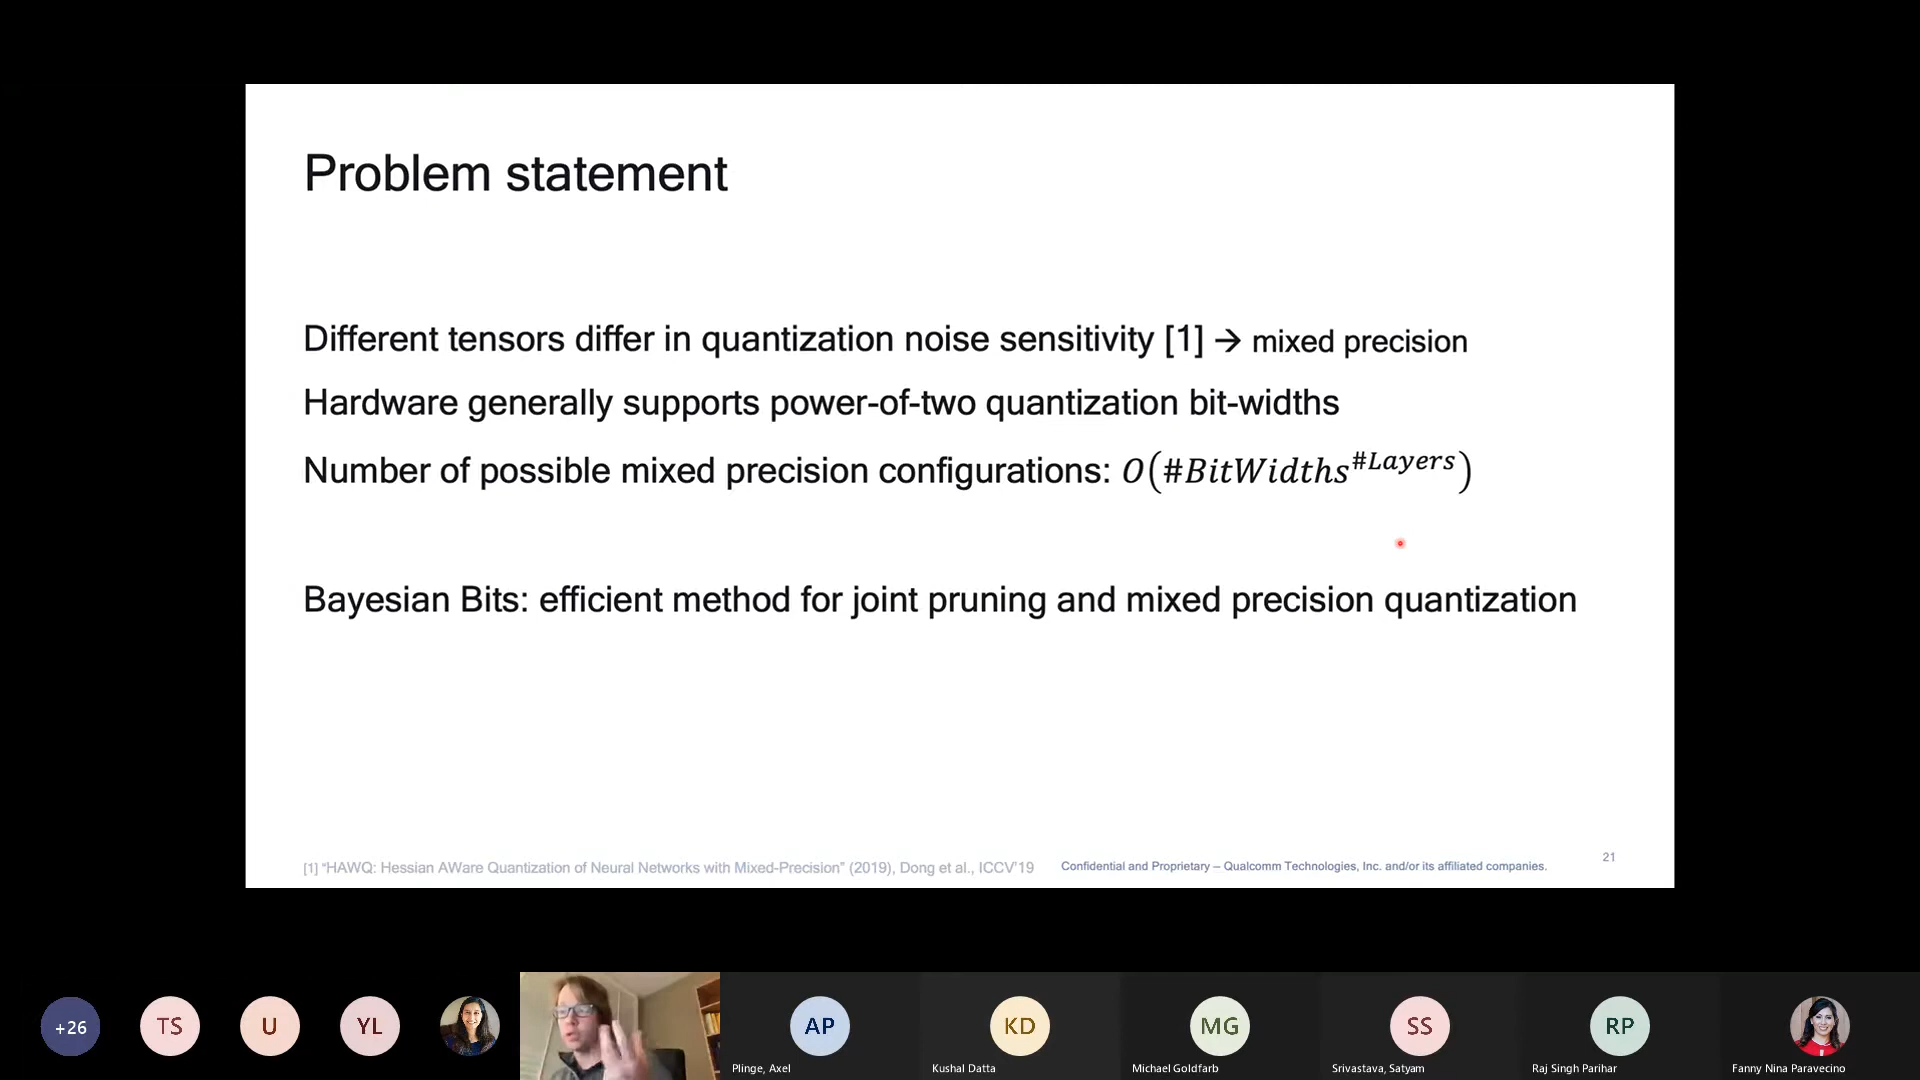 Problem statement
Different tensors differ in quantization noise sensitivity [1] → mixed precision
Hardware generally supports power-of-two quantization bit-widths
Number of possible mixed precision configurations: O(#BitWidths^#Layers)
Bayesian Bits: efficient method for joint pruning and mixed precision quantization
[1] “HAWQ: Hessian AWare Quantization of Neural Networks with Mixed-Precision” (2019), Dong et al., ICCV’19
Confidential and Proprietary – Qualcomm Technologies, Inc. and/or its affiliated companies.
21
+26
TS
U
YL
AP
KD
MG
SS
RP
Plinge, Axel
Kushal Datta
Michael Goldfarb
Srivastava, Satyam
Raj Singh Parihar
Fanny Nina Paravecino